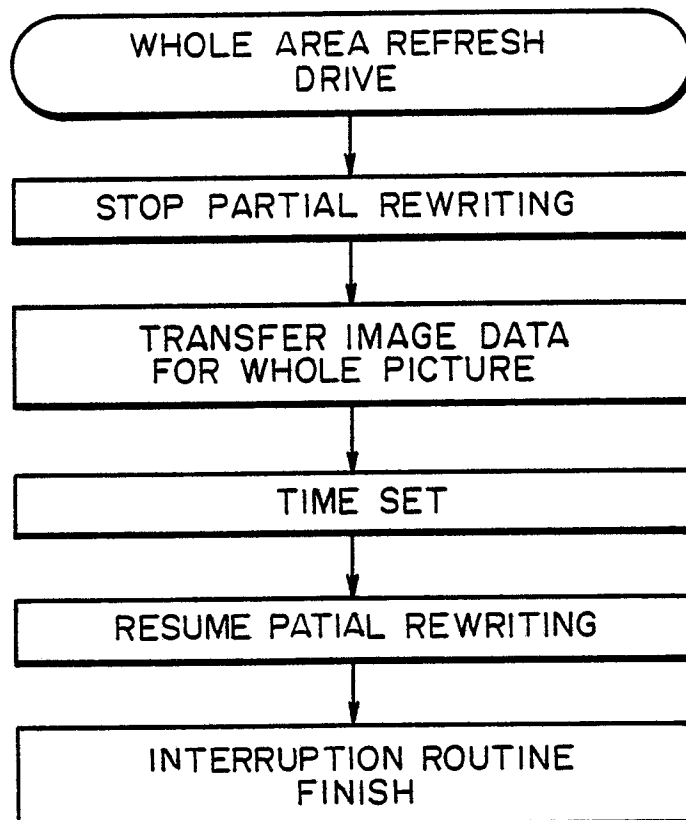 WHOLE AREA REFRESH
DRIVE
STOP PARTIAL REWRITING
TRANSFER IMAGE DATA
FOR WHOLE PICTURE
TIME SET
RESUME PATIAL REWRITING
INTERRUPTION ROUTINE
FINISH